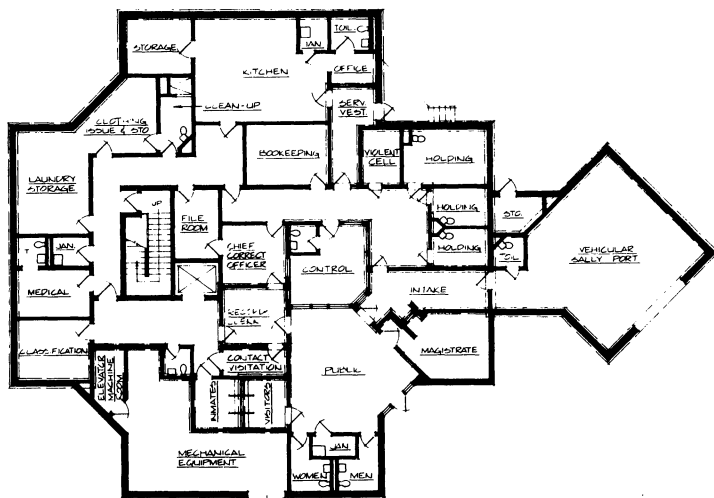 TOIL.
STORAGE
JAN.
KITCHEN
OFFICE
CLEAN-UP
SERV.
VEST.
CLOTHING
ISSUE & STO.
BOOKEEPING
VIOLENT
CELL
HOLDING
LAUNDRY
STORAGE
UP
FILE
ROOM
HOLDING
STO.
HOLDING
CHIEF
CORRECT
OFFICER
T
JAN.
CONTROL
TOIL.
VEHICULAR
SALLY PORT
MEDICAL
INTAKE
CLASSIFICATION
CONTACT
VISITATION
MAGISTRATE
PUBLIC
ELEVATOR
MACHINE
ROOM
INMATES
VISITORS
MECHANICAL
EQUIPMENT
JAN.
WOMEN
MEN